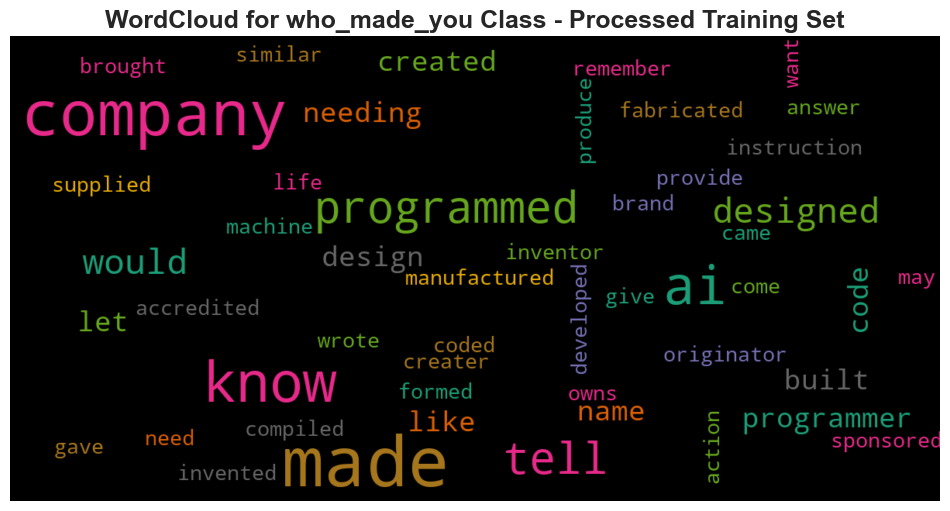 WordCloud for who_made_you Class - Processed Training Set
brought similar created remember want
company needing produce fabricated answer
instruction
supplied life provide
programmed brand designed
machine came
would design inventor
manufactured developed give ai come code may
let accredited
wrote coded originator
creater
know formed owns built
like name programmer
gave need compiled action sponsored
invented made tell